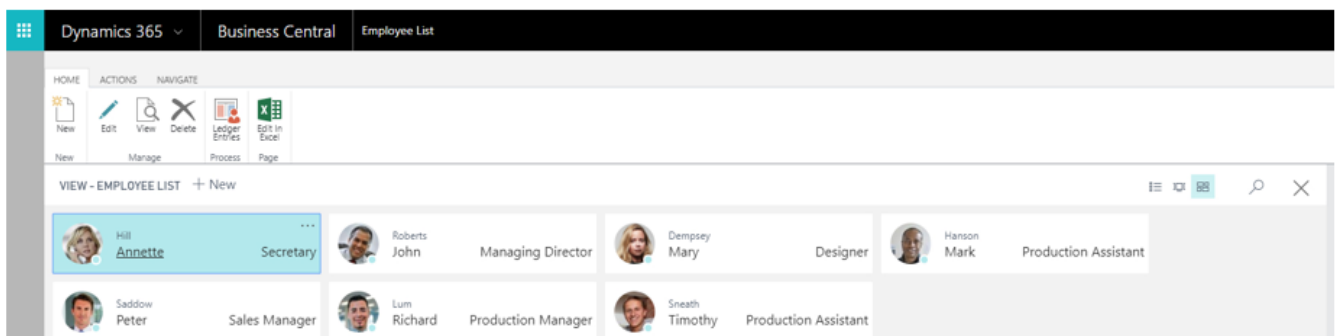 Dynamics 365 Business Central Employee List
HOME ACTIONS NAVIGATE
New Edit View Delete Ledger Entries Edit in Excel
New Manage Process Page
VIEW - EMPLOYEE LIST + New
Hill
Annette Secretary
Roberts
John Managing Director
Dempsey
Mary Designer
Hanson
Mark Production Assistant
Saddow
Peter Sales Manager
Lum
Richard Production Manager
Sneath
Timothy Production Assistant